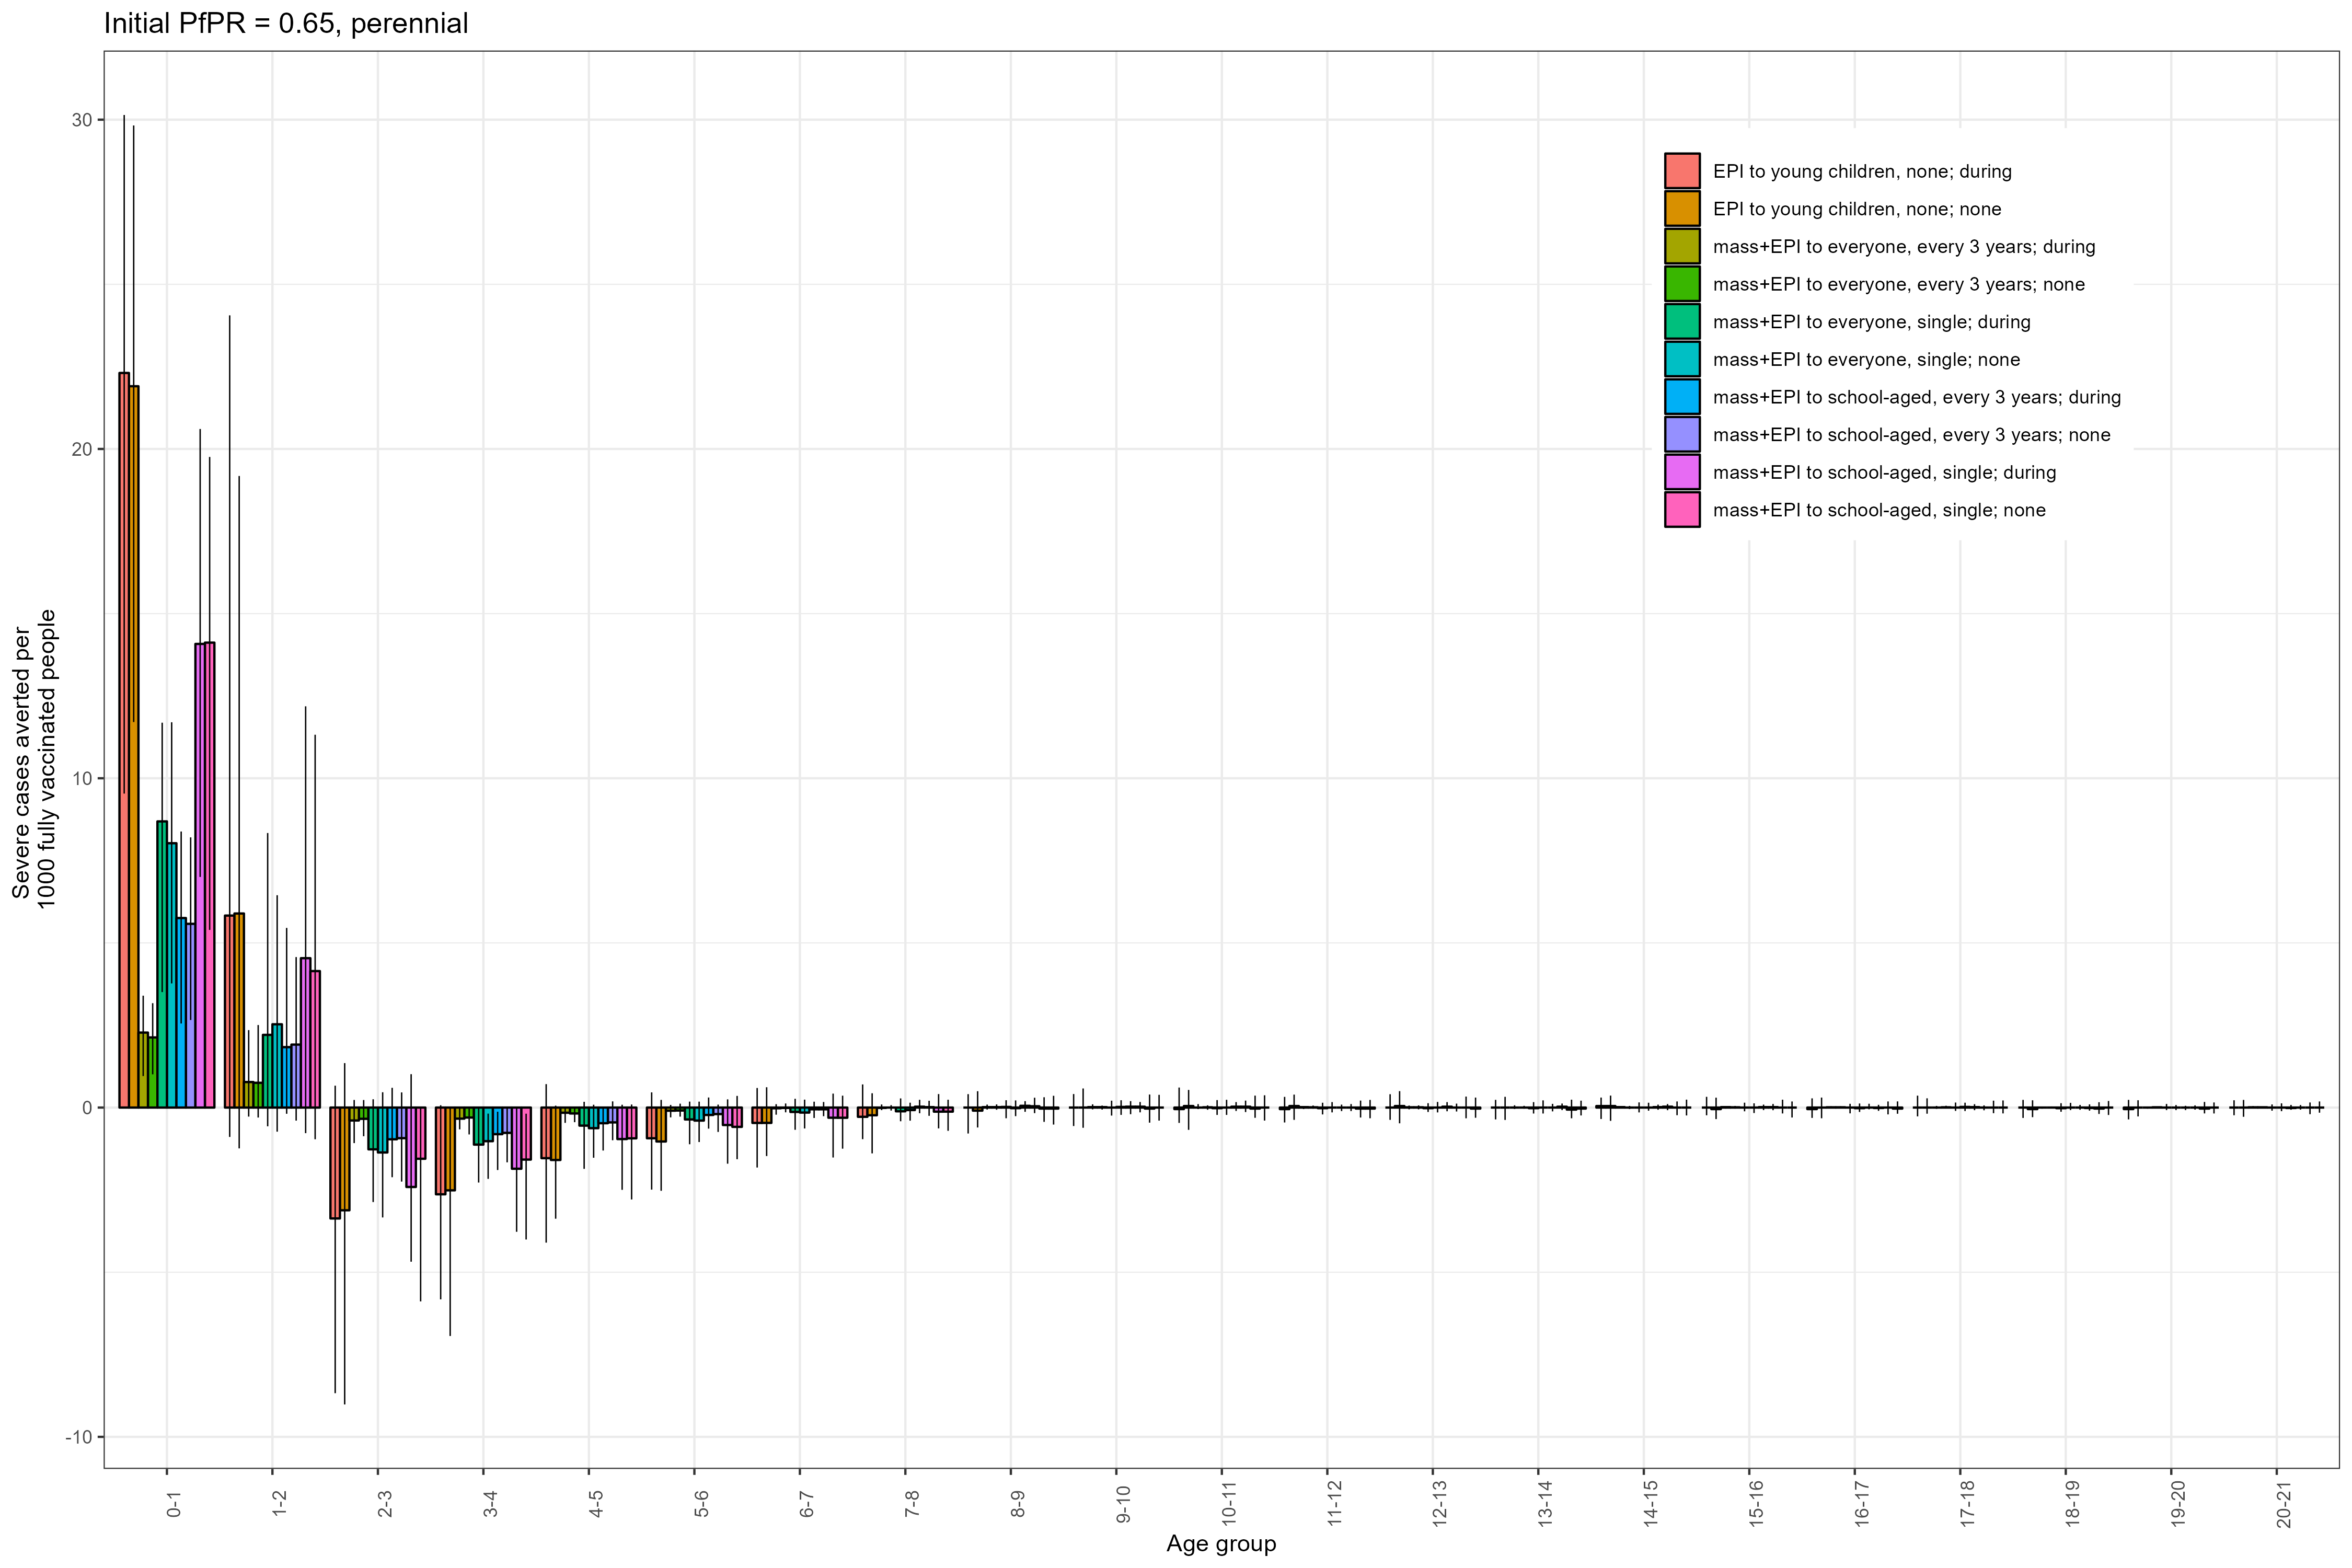 Initial PfPR = 0.65, perennial
Severe cases averted per
1000 fully vaccinated people
30
20
10
0
-10
EPI to young children, none; during
EPI to young children, none; none
mass+EPI to everyone, every 3 years; during
mass+EPI to everyone, every 3 years; none
mass+EPI to everyone, single; during
mass+EPI to everyone, single; none
mass+EPI to school-aged, every 3 years; during
mass+EPI to school-aged, every 3 years; none
mass+EPI to school-aged, single; during
mass+EPI to school-aged, single; none
0-1
1-2
2-3
3-4
4-5
5-6
6-7
7-8
8-9
9-10
10-11
11-12
12-13
13-14
14-15
15-16
16-17
17-18
18-19
19-20
20-21
Age group